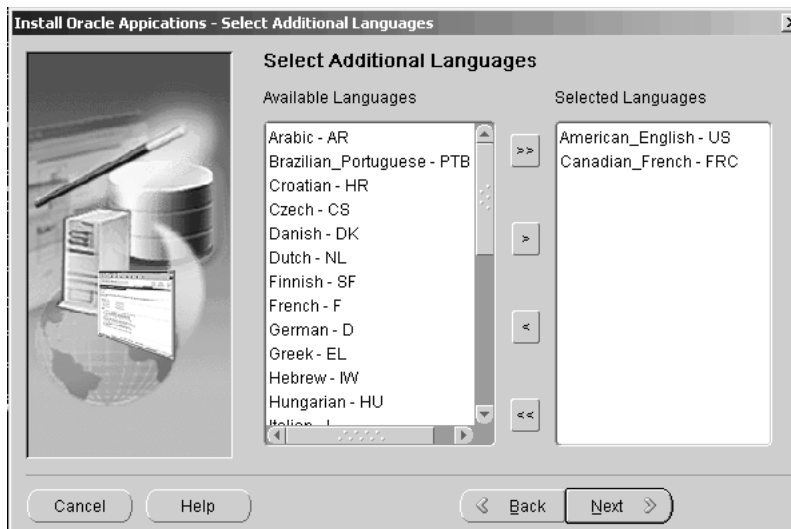 Install Oracle Appications - Select Additional Languages
Select Additional Languages
Available Languages
Arabic - AR
Brazilian_Portuguese - PTB
Croatian - HR
Czech - CS
Danish - DK
Dutch - NL
Finnish - SF
French - F
German - D
Greek - EL
Hebrew - IW
Hungarian - HU
Italian - I
>>
>
<
<<
Selected Languages
American_English - US
Canadian_French - FRC
Cancel
Help
Back
Next